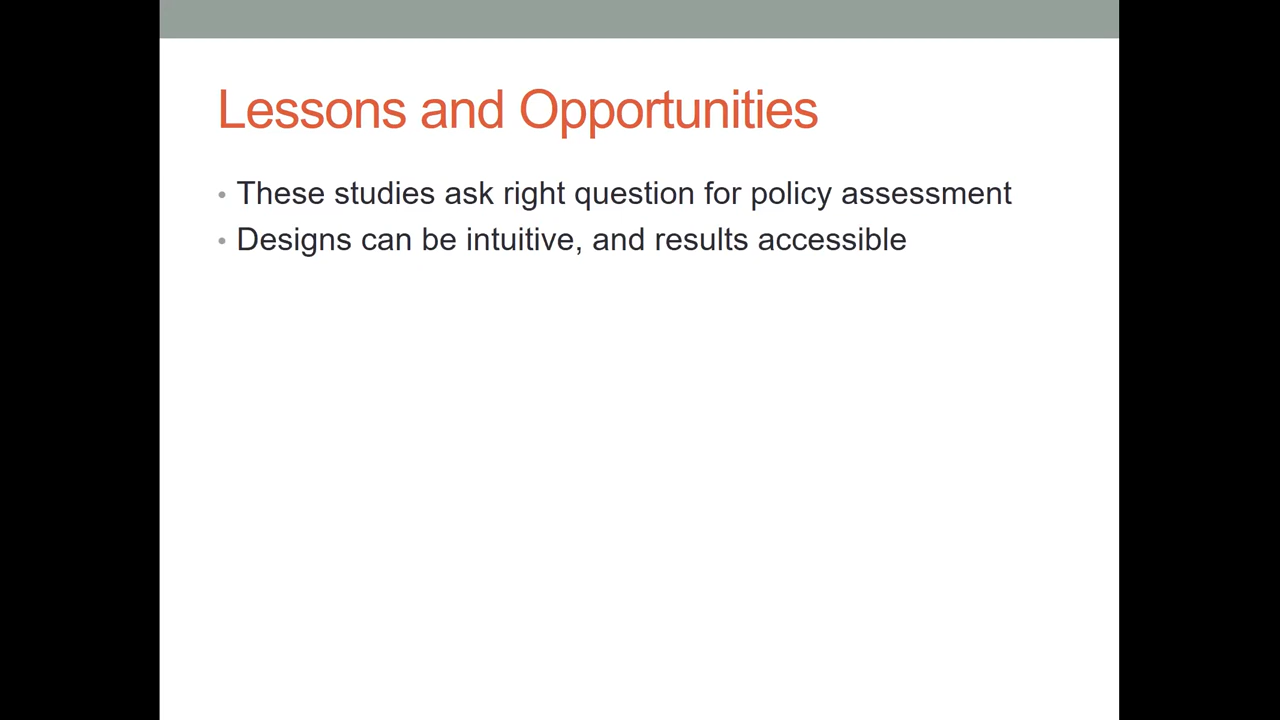 Lessons and Opportunities
• These studies ask right question for policy assessment
• Designs can be intuitive, and results accessible